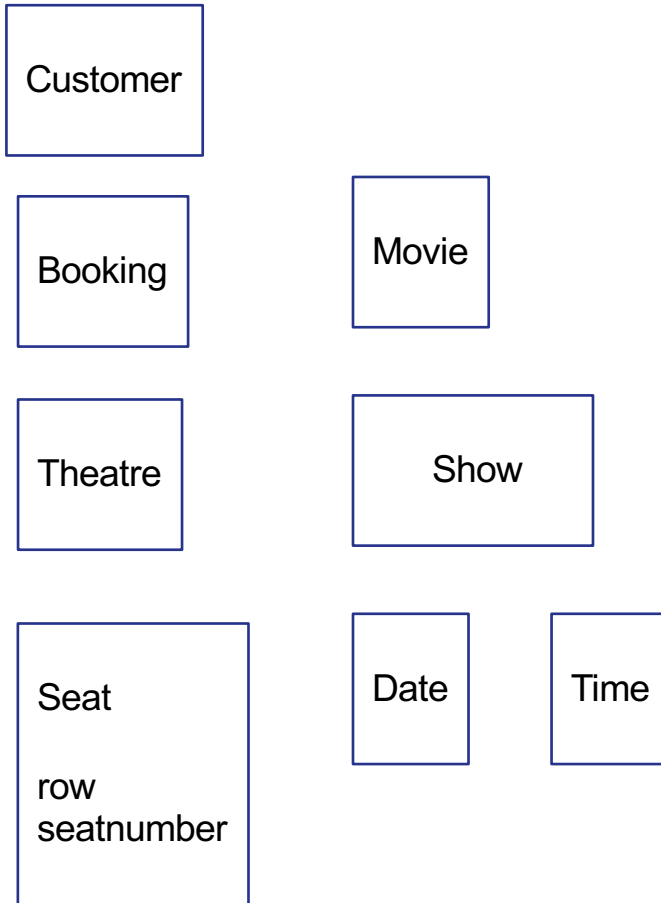 Customer
Booking
Movie
Theatre
Show
Seat
row
seatnumber
Date
Time